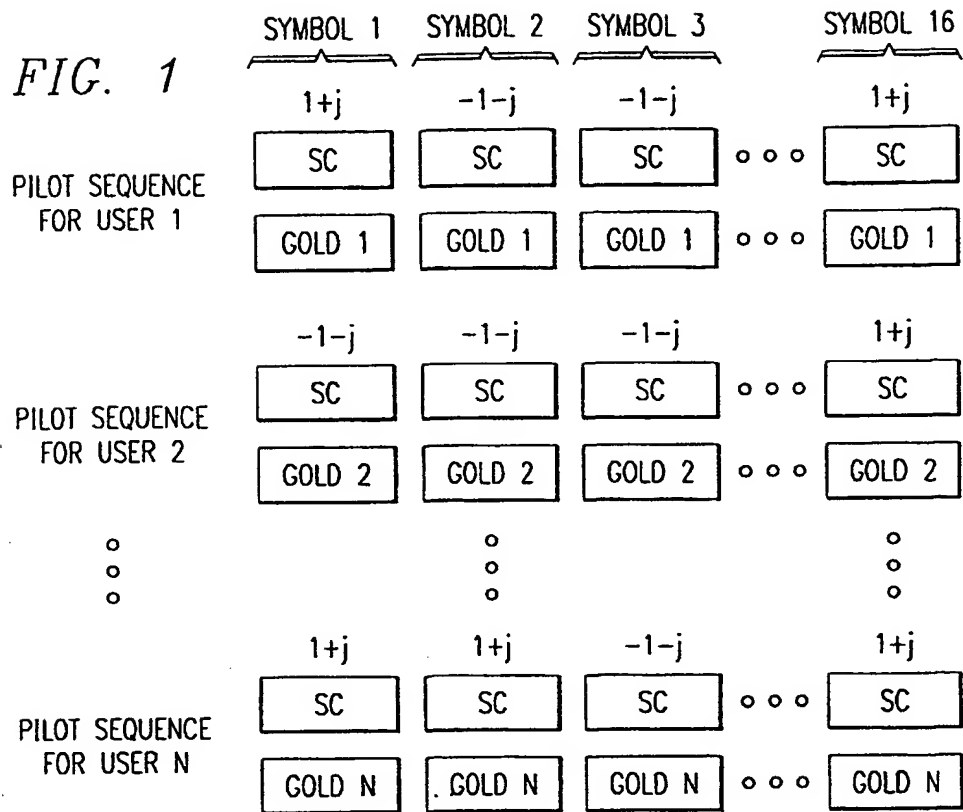 FIG. 1
SYMBOL 1 SYMBOL 2 SYMBOL 3 SYMBOL 16
1+j -1-j -1-j 1+j
PILOT SEQUENCE
FOR USER 1
SC SC SC SC
GOLD 1 GOLD 1 GOLD 1 GOLD 1
-1-j -1-j -1-j 1+j
PILOT SEQUENCE
FOR USER 2
SC SC SC SC
GOLD 2 GOLD 2 GOLD 2 GOLD 2
1+j 1+j -1-j 1+j
PILOT SEQUENCE
FOR USER N
SC SC SC SC
GOLD N GOLD N GOLD N GOLD N